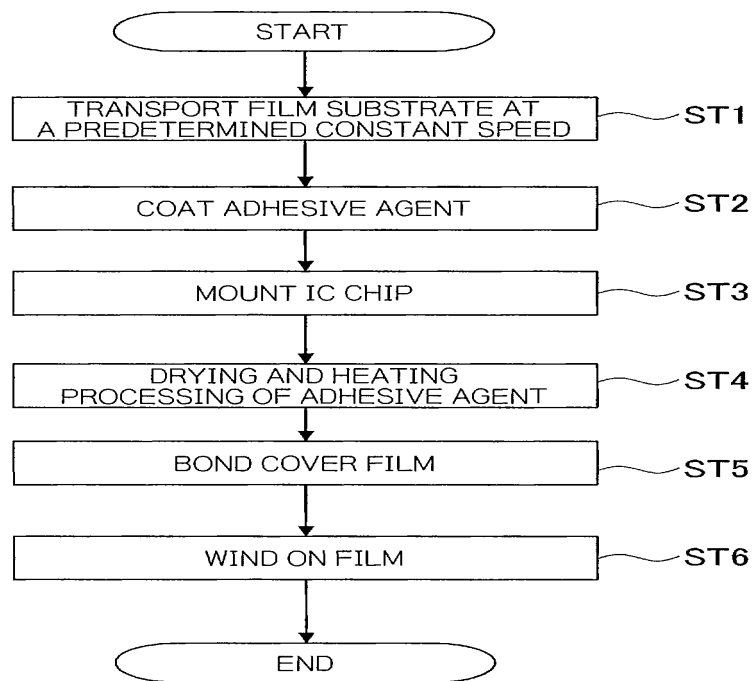 START
TRANSPORT FILM SUBSTRATE AT
A PREDETERMINED CONSTANT SPEED
ST1
COAT ADHESIVE AGENT
ST2
MOUNT IC CHIP
ST3
DRYING AND HEATING
PROCESSING OF ADHESIVE AGENT
ST4
BOND COVER FILM
ST5
WIND ON FILM
ST6
END